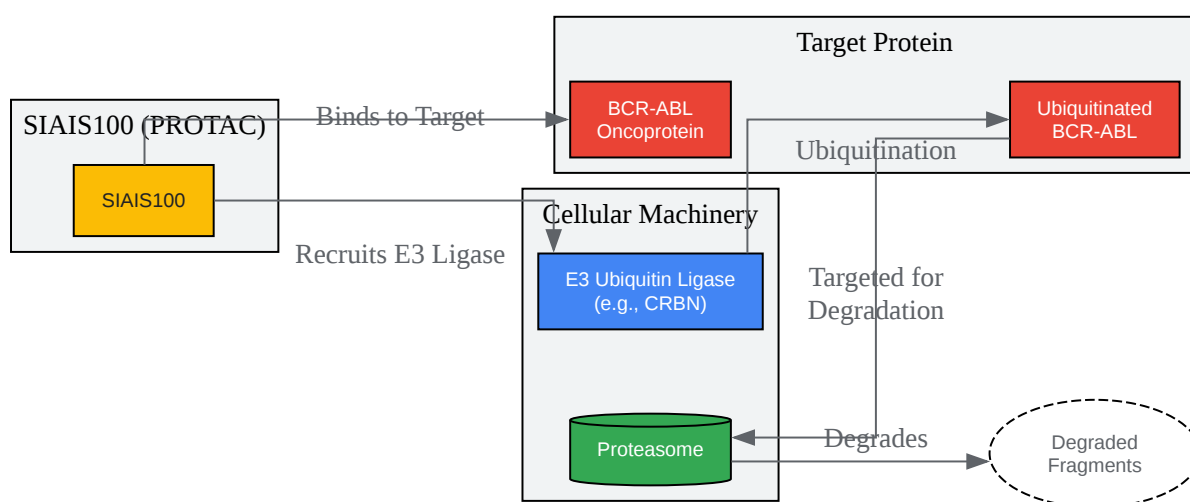 Target Protein
SIAIS100 (PROTAC)
Binds to Target
BCR-ABL
Oncoprotein
Ubiquitinated
BCR-ABL
Ubiquitination
SIAIS100
Cellular Machinery
Recruits E3 Ligase
E3 Ubiquitin Ligase
(e.g., CRBN)
Targeted for
Degradation
Proteasome
Degrades
Degraded
Fragments